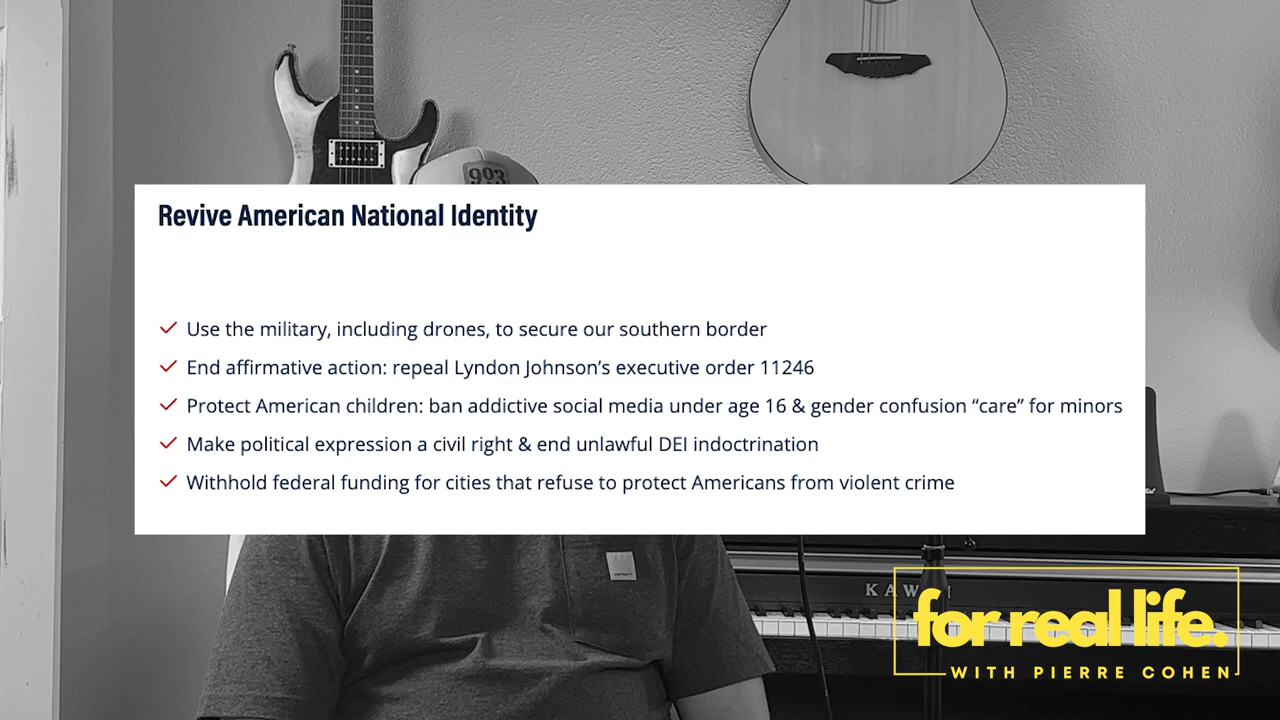 903
Revive American National Identity
Use the military, including drones, to secure our southern border
End affirmative action: repeal Lyndon Johnson’s executive order 11246
Protect American children: ban addictive social media under age 16 & gender confusion “care” for minors
Make political expression a civil right & end unlawful DEI indoctrination
Withhold federal funding for cities that refuse to protect Americans from violent crime
carhartt
for real life.
WITH PIERRE COHEN